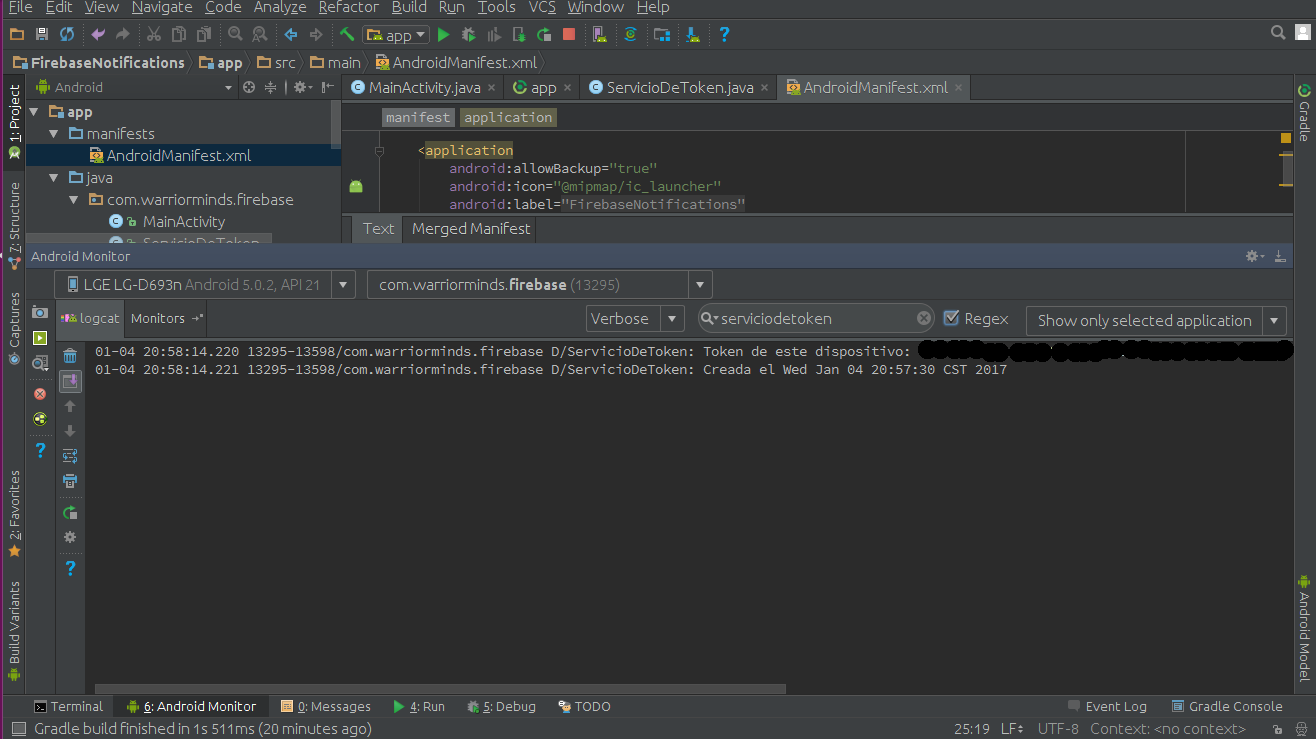 File Edit View Navigate Code Analyze Refactor Build Run Tools VCS Window Help
app
FirebaseNotifications app src main AndroidManifest.xml
Android
MainActivity.java app ServicioDeToken.java AndroidManifest.xml
1: Project
7: Structure
Captures
2: Favorites
Build Variants
app
manifests
AndroidManifest.xml
java
com.warriorminds.firebase
MainActivity
ServicioDeToken
manifest application
<application
android:allowBackup="true"
android:icon="@mipmap/ic_launcher"
android:label="FirebaseNotifications"
Text Merged Manifest
Gradle
Android Model
Android Monitor
LGE LG-D693n Android 5.0.2, API 21 com.warriorminds.firebase (13295)
logcat Monitors Verbose serviciodetoken Regex Show only selected application
01-04 20:58:14.220 13295-13598/com.warriorminds.firebase D/ServicioDeToken: Token de este dispositivo:
01-04 20:58:14.221 13295-13598/com.warriorminds.firebase D/ServicioDeToken: Creada el Wed Jan 04 20:57:30 CST 2017
Terminal 6: Android Monitor 0: Messages 4: Run 5: Debug TODO Event Log Gradle Console
Gradle build finished in 1s 511ms (20 minutes ago) 25:19 LF UTF-8 Context: <no context>